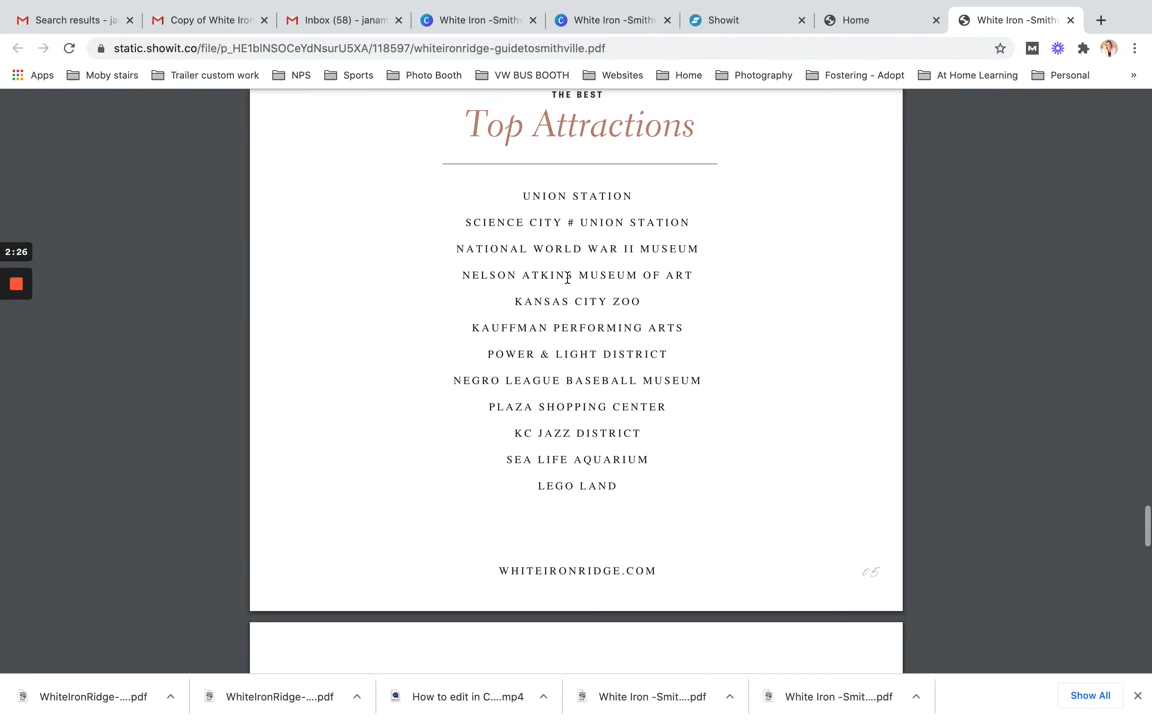 Search results - ja
Copy of White Iron
Inbox (58) - janam
White Iron -Smith
White Iron -Smith
Showit
Home
White Iron -Smith
static.showit.co/file/p_HE1blNSOCeYdNsurU5XA/118597/whiteironridge-guidetosmithville.pdf
Apps
Moby stairs
Trailer custom work
NPS
Sports
Photo Booth
VW BUS BOOTH
Websites
Home
Photography
Fostering - Adopt
At Home Learning
Personal
»
THE BEST
Top Attractions
UNION STATION
SCIENCE CITY # UNION STATION
2:26
NATIONAL WORLD WAR II MUSEUM
NELSON ATKINS MUSEUM OF ART
KANSAS CITY ZOO
KAUFFMAN PERFORMING ARTS
POWER & LIGHT DISTRICT
NEGRO LEAGUE BASEBALL MUSEUM
PLAZA SHOPPING CENTER
KC JAZZ DISTRICT
SEA LIFE AQUARIUM
LEGO LAND
WHITEIRONRIDGE.COM
05
WhiteIronRidge-....pdf
WhiteIronRidge-....pdf
How to edit in C....mp4
White Iron -Smit....pdf
White Iron -Smit....pdf
Show All